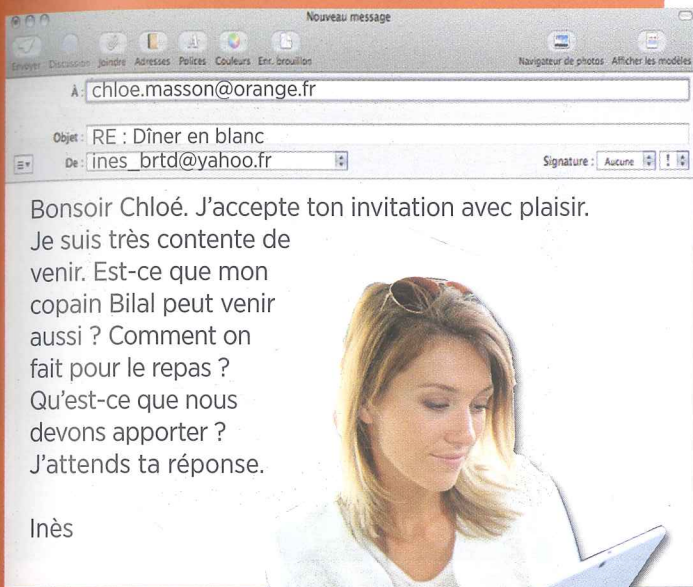 Nouveau message
Envoyer Discussion Joindre Adresses Polices Couleurs Enr. brouillon Navigateur de photos Afficher les modèles
À : chloe.masson@orange.fr
Objet : RE : Dîner en blanc
De : ines_brtd@yahoo.fr Signature : Aucune !
Bonsoir Chloé. J'accepte ton invitation avec plaisir.
Je suis très contente de
venir. Est-ce que mon
copain Bilal peut venir
aussi ? Comment on
fait pour le repas ?
Qu'est-ce que nous
devons apporter ?
J'attends ta réponse.
Inès